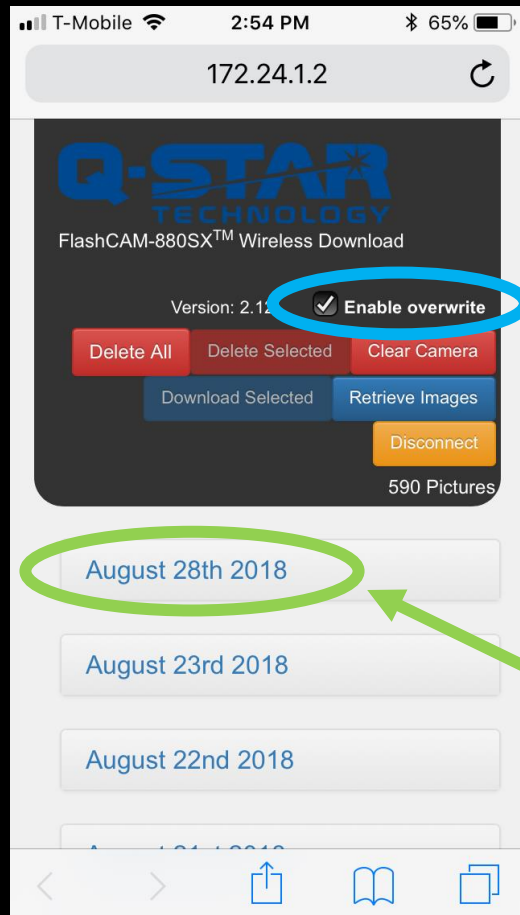 T-Mobile 2:54 PM 65%
172.24.1.2
Q-STAR
TECHNOLOGY
FlashCAM-880SX™ Wireless Download
Version: 2.12 Enable overwrite
Delete All Delete Selected Clear Camera
Download Selected Retrieve Images
Disconnect
590 Pictures
August 28th 2018
August 23rd 2018
August 22nd 2018